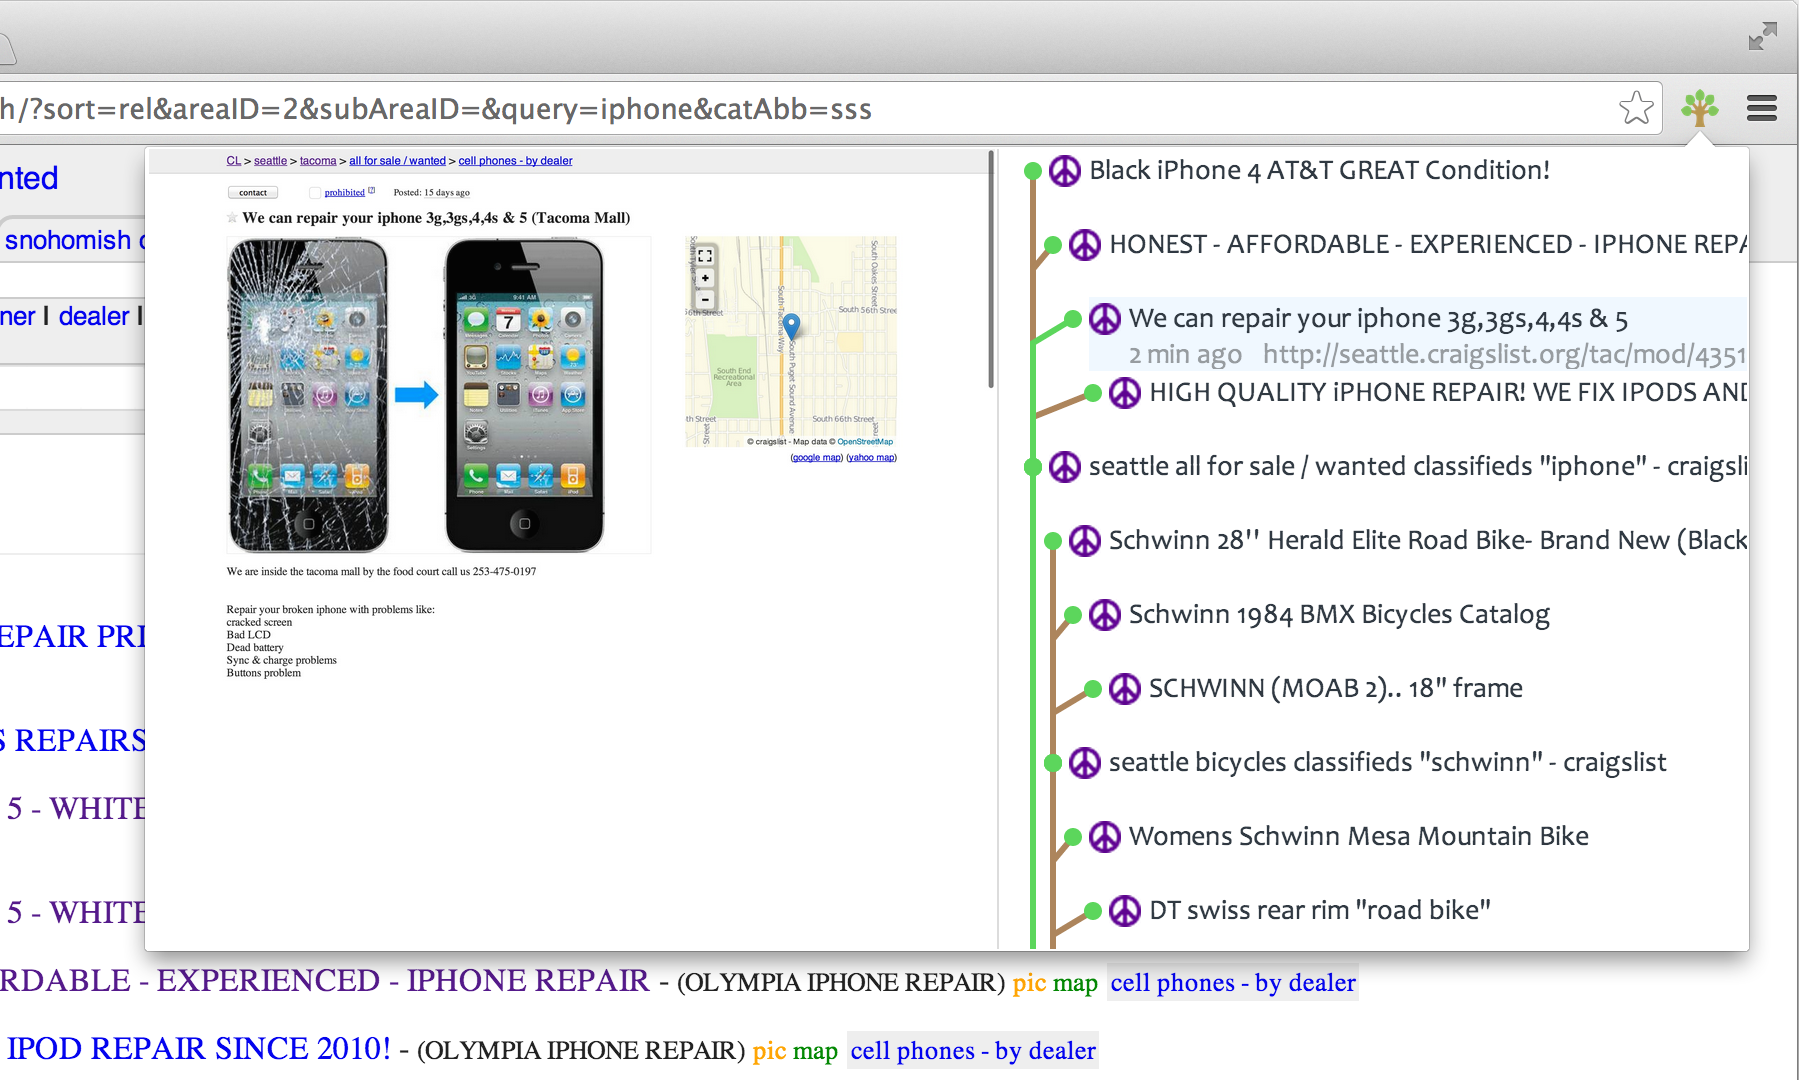 h/?sort=rel&areaID=2&subAreaID=&query=iphone&catAbb=sss
nted
snohomish
ner | dealer |
EPAIR PRI
S REPAIRS
5 - WHITE
5 - WHITE
CL > seattle > tacoma > all for sale / wanted > cell phones - by dealer
contact prohibited [?] Posted: 15 days ago
We can repair your iphone 3g,3gs,4,4s & 5 (Tacoma Mall)
9:41 AM
7
South 56th Street
South Tacoma Way
South Puget Sound Avenue
South Oakes Street
South End
Recreational
Area
South 66th Street
© craigslist - Map data © OpenStreetMap
(google map) (yahoo map)
We are inside the tacoma mall by the food court call us 253-475-0197
Repair your broken iphone with problems like:
cracked screen
Bad LCD
Dead battery
Sync & charge problems
Buttons problem
Black iPhone 4 AT&T GREAT Condition!
HONEST - AFFORDABLE - EXPERIENCED - IPHONE REPA
We can repair your iphone 3g,3gs,4,4s & 5
2 min ago http://seattle.craigslist.org/tac/mod/4351
HIGH QUALITY iPHONE REPAIR! WE FIX IPODS AND
seattle all for sale / wanted classifieds "iphone" - craigsli
Schwinn 28'' Herald Elite Road Bike- Brand New (Black
Schwinn 1984 BMX Bicycles Catalog
SCHWINN (MOAB 2).. 18" frame
seattle bicycles classifieds "schwinn" - craigslist
Womens Schwinn Mesa Mountain Bike
DT swiss rear rim "road bike"
RDABLE - EXPERIENCED - IPHONE REPAIR - (OLYMPIA IPHONE REPAIR) pic map cell phones - by dealer
IPOD REPAIR SINCE 2010! - (OLYMPIA IPHONE REPAIR) pic map cell phones - by dealer